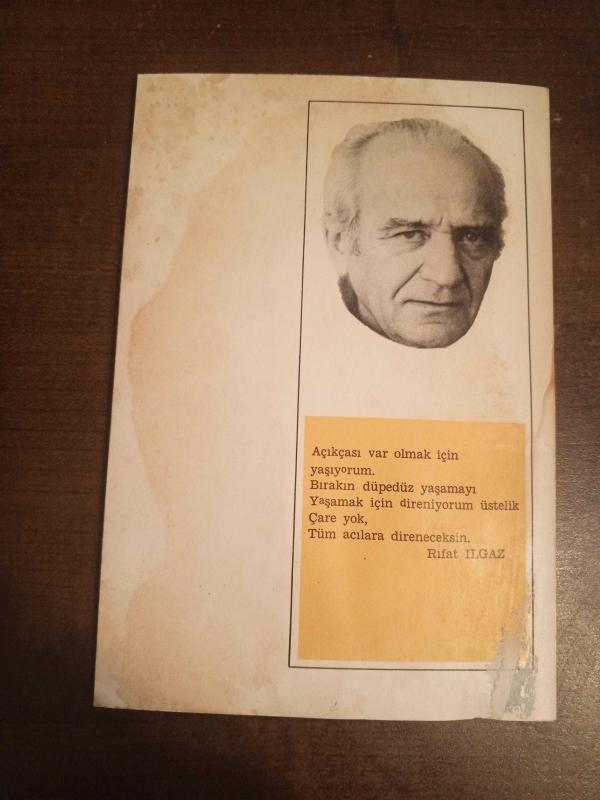 Açıkçası var olmak için
yaşıyorum.
Bırakın düpedüz yaşamayı
Yaşamak için direniyorum üstelik
Çare yok,
Tüm acılara direneceksin.
Rıfat ILGAZ